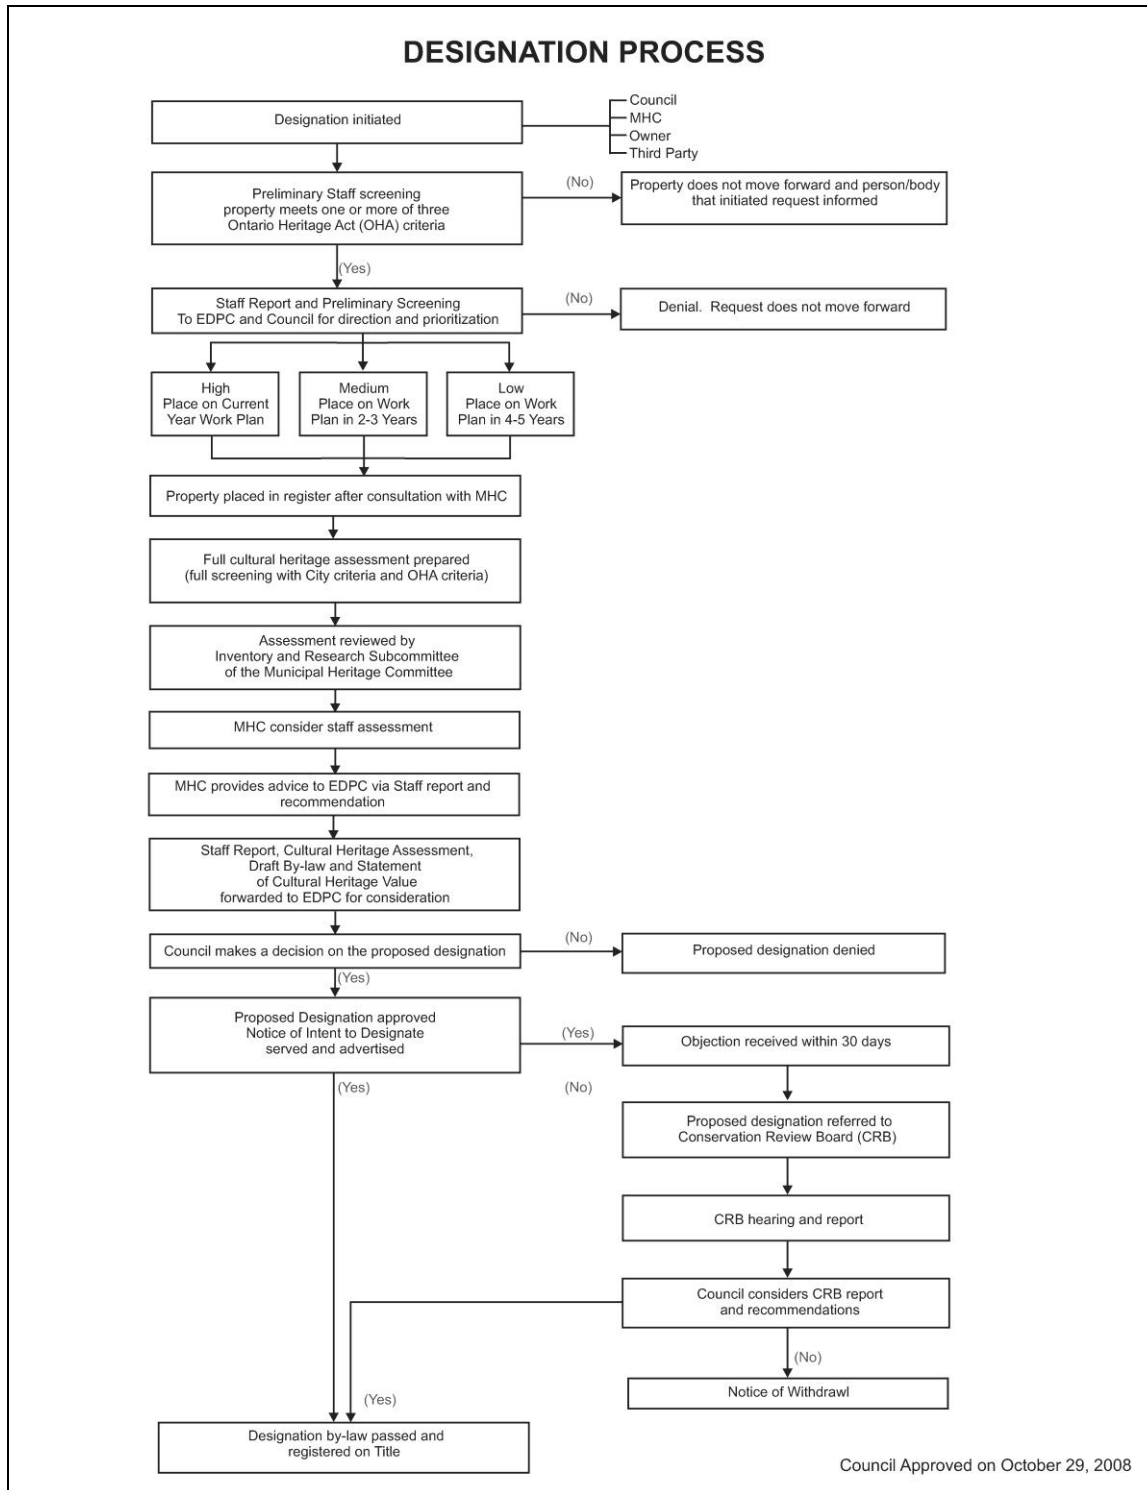 DESIGNATION PROCESS
Designation initiated
Council
MHC
Owner
Third Party
Preliminary Staff screening
property meets one or more of three
Ontario Heritage Act (OHA) criteria
(No)
Property does not move forward and person/body
that initiated request informed
(Yes)
Staff Report and Preliminary Screening
To EDPC and Council for direction and prioritization
(No)
Denial. Request does not move forward
High
Place on Current
Year Work Plan
Medium
Place on Work
Plan in 2-3 Years
Low
Place on Work
Plan in 4-5 Years
Property placed in register after consultation with MHC
Full cultural heritage assessment prepared
(full screening with City criteria and OHA criteria)
Assessment reviewed by
Inventory and Research Subcommittee
of the Municipal Heritage Committee
MHC consider staff assessment
MHC provides advice to EDPC via Staff report and
recommendation
Staff Report, Cultural Heritage Assessment,
Draft By-law and Statement
of Cultural Heritage Value
forwarded to EDPC for consideration
Council makes a decision on the proposed designation
(No)
Proposed designation denied
(Yes)
Proposed Designation approved
Notice of Intent to Designate
served and advertised
(Yes)
Objection received within 30 days
(Yes)
(No)
Proposed designation referred to
Conservation Review Board (CRB)
CRB hearing and report
Council considers CRB report
and recommendations
(No)
Notice of Withdrawl
(Yes)
Designation by-law passed and
registered on Title
Council Approved on October 29, 2008